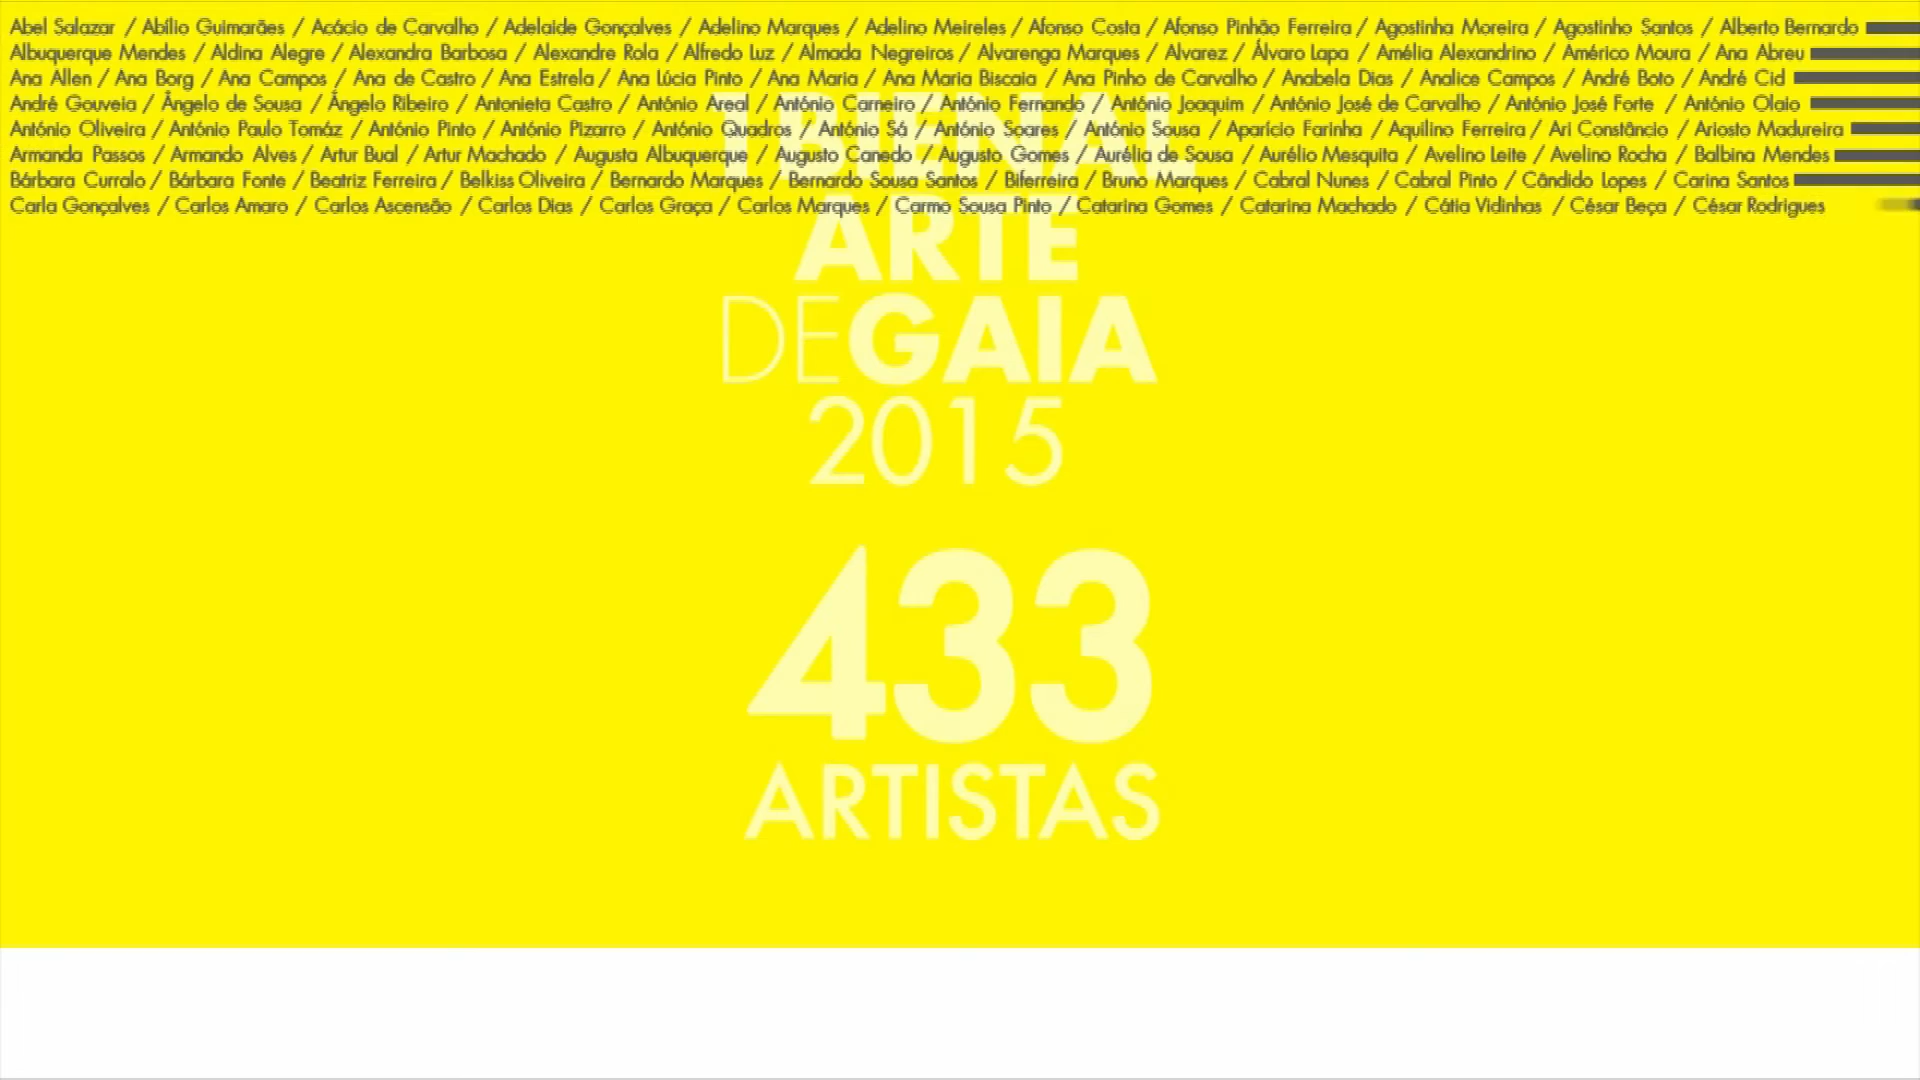 Abel Salazar / Abílio Guimarães / Acácio de Carvalho / Adelaide Gonçalves / Adelino Marques / Adelino Meireles / Afonso Costa / Afonso Pinhão Ferreira / Agostinha Moreira / Agostinho Santos / Alberto Bernardo
Albuquerque Mendes / Aldina Alegre / Alexandra Barbosa / Alexandre Rola / Alfredo Luz / Almada Negreiros / Alvarenga Marques / Alvarez / Álvaro Lapa / Amélia Alexandrino / Américo Moura / Ana Abreu
Ana Allen / Ana Borg / Ana Campos / Ana de Castro / Ana Estrela / Ana Lúcia Pinto / Ana Maria / Ana Maria Biscaia / Ana Pinho de Carvalho / Anabela Dias / Analice Campos / André Boto / André Cid
André Gouveia / Ângelo de Sousa / Ângelo Ribeiro / Antonieta Castro / António Areal / António Carneiro / António Fernando / António Joaquim / António José de Carvalho / António José Forte / António Olaio
António Oliveira / António Paulo Tomáz / António Pinto / António Pizarro / António Quadros / António Sá / António Soares / António Sousa / Aparício Farinha / Aquilino Ferreira / Ari Constâncio / Ariosto Madureira
Armanda Passos / Armando Alves / Artur Bual / Artur Machado / Augusta Albuquerque / Augusto Canedo / Augusto Gomes / Aurélia de Sousa / Aurélio Mesquita / Avelino Leite / Avelino Rocha / Balbina Mendes
Bárbara Curralo / Bárbara Fonte / Beatriz Ferreira / Belkiss Oliveira / Bernardo Marques / Bernardo Sousa Santos / Biferreira / Bruno Marques / Cabral Nunes / Cabral Pinto / Cândido Lopes / Carina Santos
Carla Gonçalves / Carlos Amaro / Carlos Ascensão / Carlos Dias / Carlos Graça / Carlos Marques / Carmo Sousa Pinto / Catarina Gomes / Catarina Machado / Cátia Vidinhas / César Beça / César Rodrigues
1 BIENAL
DE
ARTE
DEGAIA
2015
433
ARTISTAS